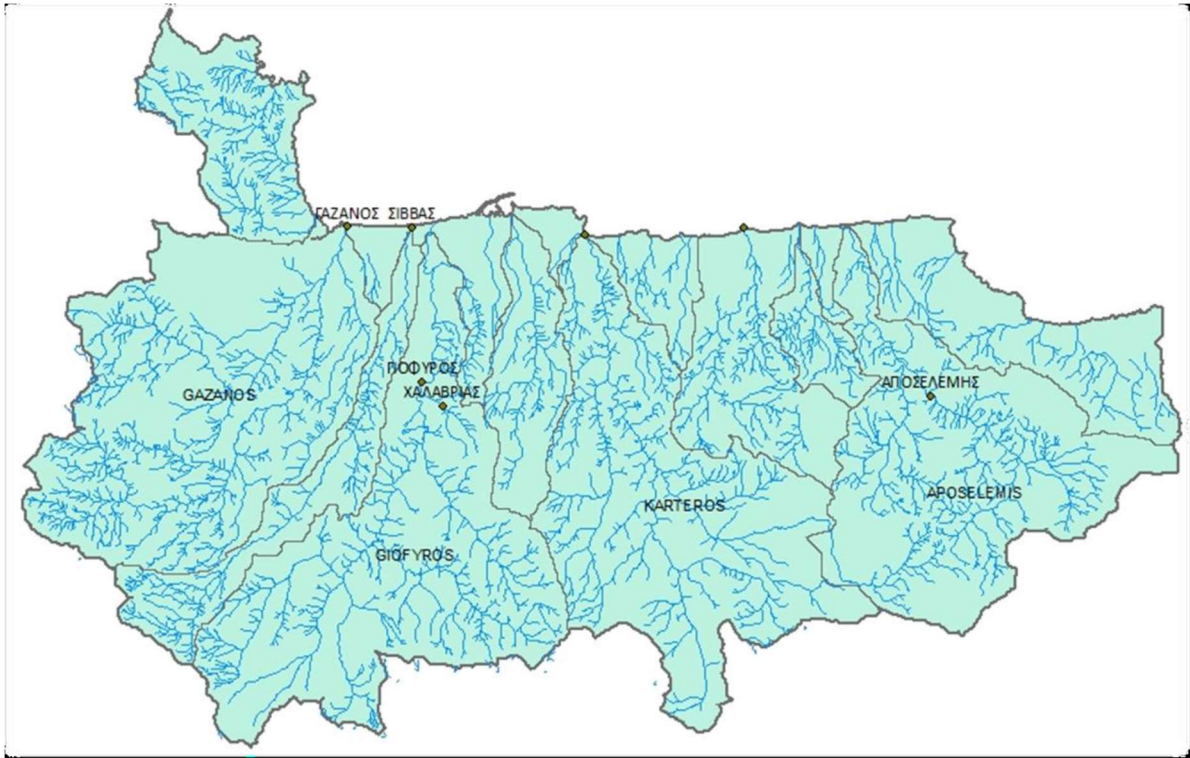 ΓΑΖΑΝΟΣ ΣΙΒΒΑΣ
ΓΙΟΦΥΡΟΣ
ΧΑΛΑΒΡΙΑΣ
ΑΠΟΣΕΛΕΜΗΣ
GAZANOS
APOSELEMIS
KARTEROS
GIOFYROS